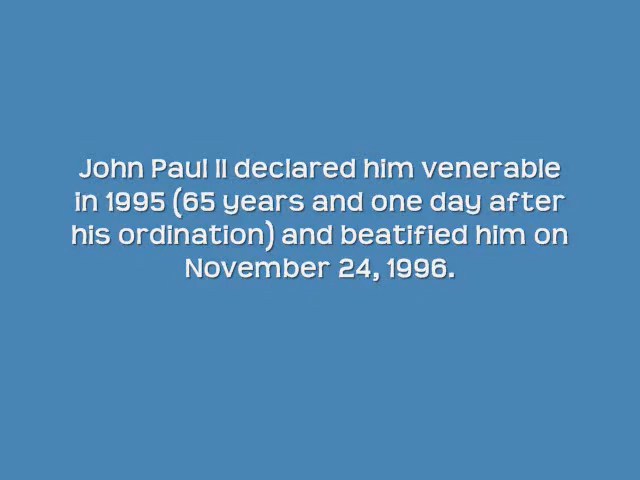 John Paul II declared him venerable
in 1995 (65 years and one day after
his ordination) and beatified him on
November 24, 1996.